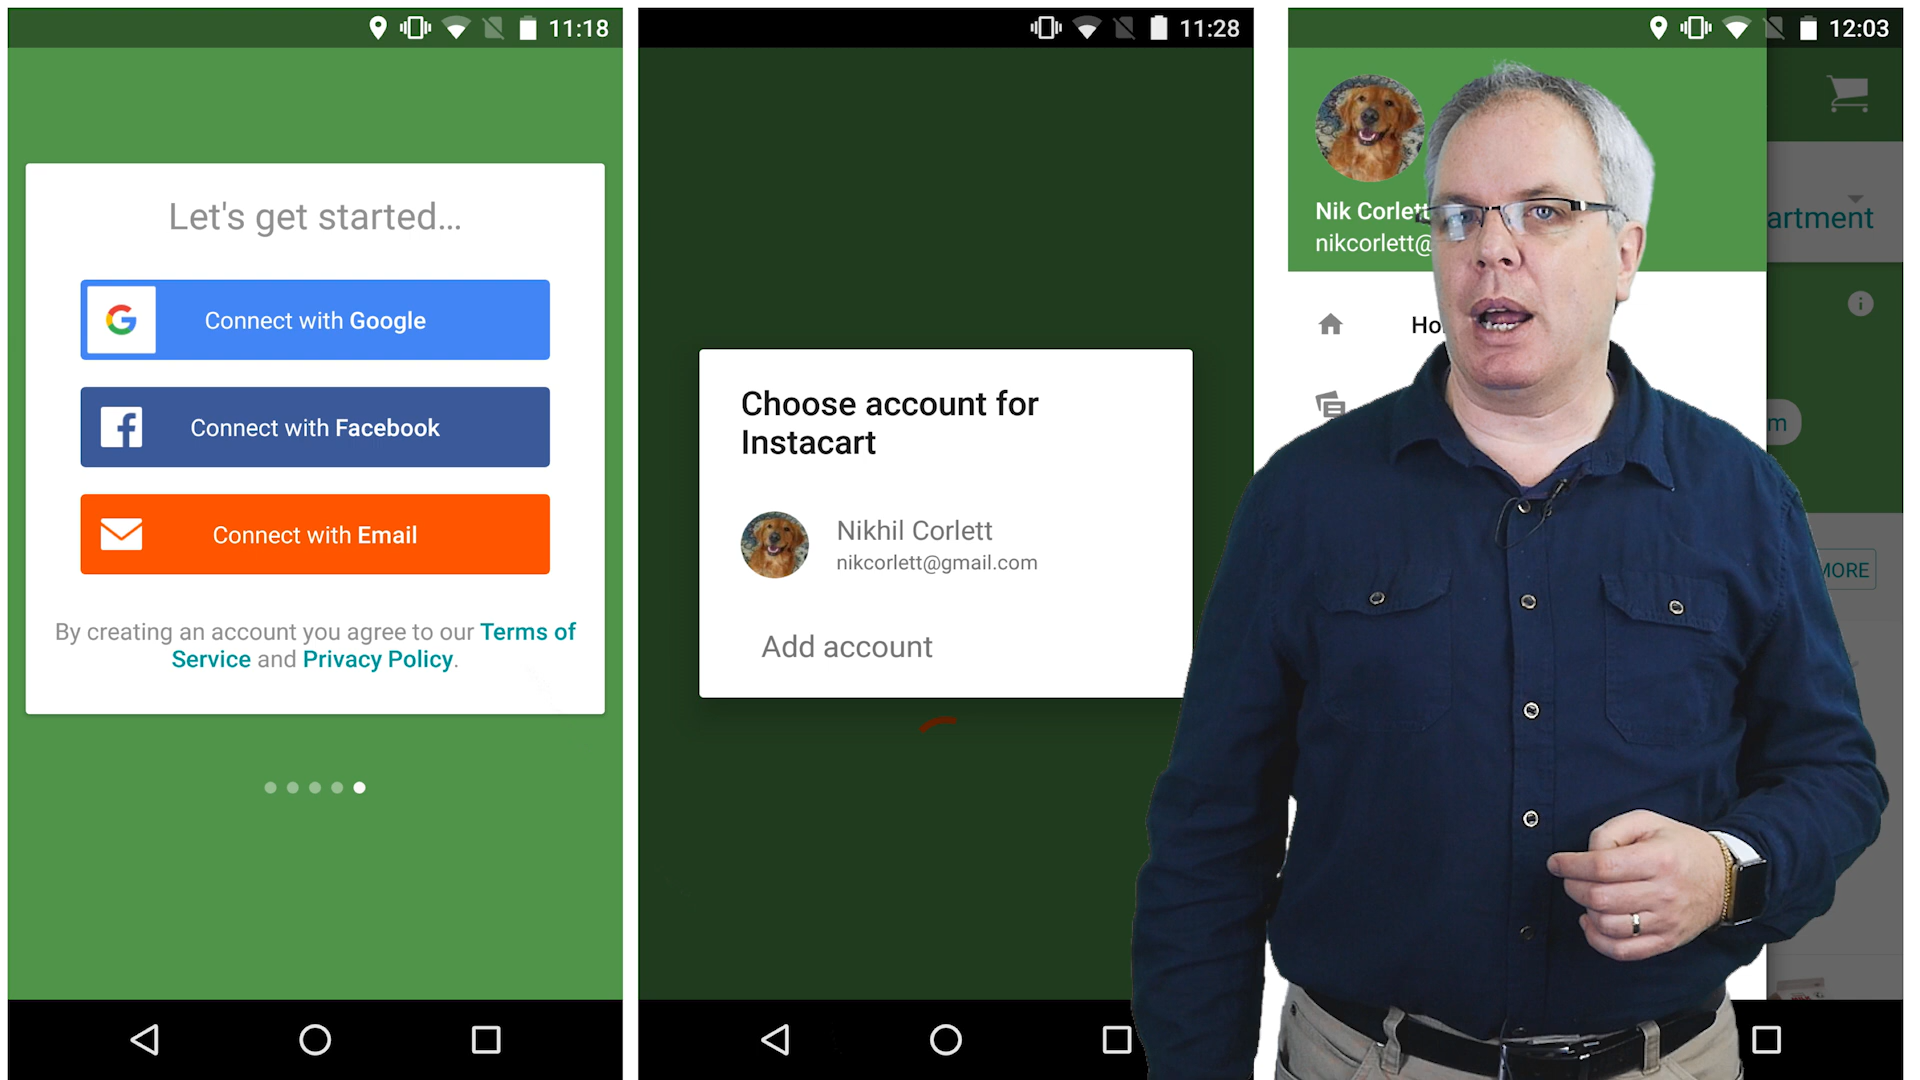 11:18
Let's get started...
Connect with Google
Connect with Facebook
Connect with Email
By creating an account you agree to our Terms of
Service and Privacy Policy.
11:28
Choose account for
Instacart
Nikhil Corlett
nikcorlett@gmail.com
Add account
12:03
Nik Corlett
nikcorlett@
artment
Ho
m
MORE